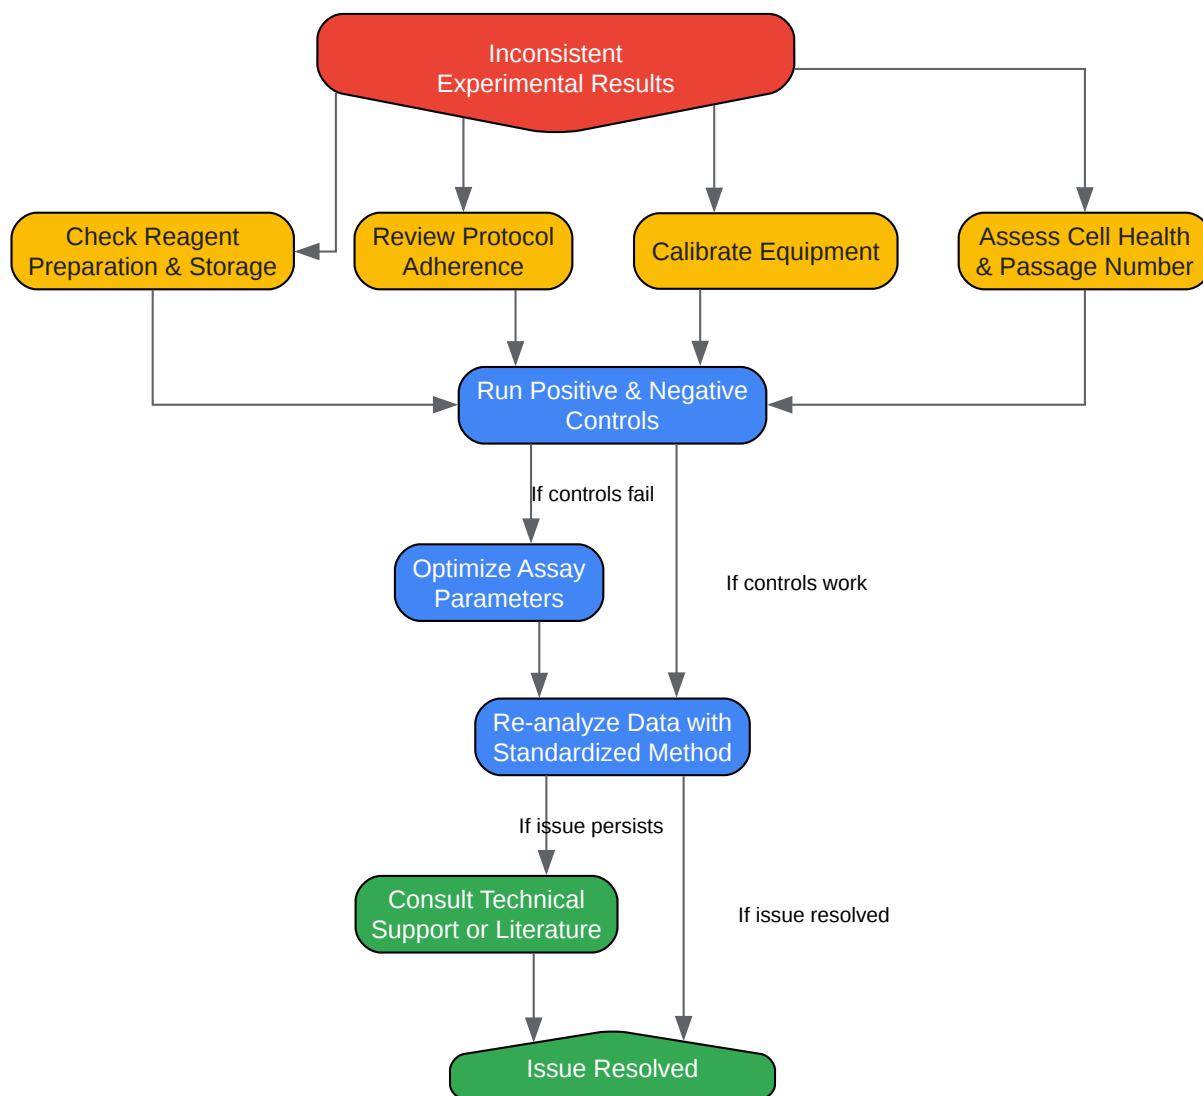 Inconsistent
Experimental Results
Check Reagent
Preparation & Storage
Review Protocol
Adherence
Calibrate Equipment
Assess Cell Health
& Passage Number
Run Positive & Negative
Controls
If controls fail
Optimize Assay
Parameters
If controls work
Re-analyze Data with
Standardized Method
If issue persists
Consult Technical
Support or Literature
If issue resolved
Issue Resolved